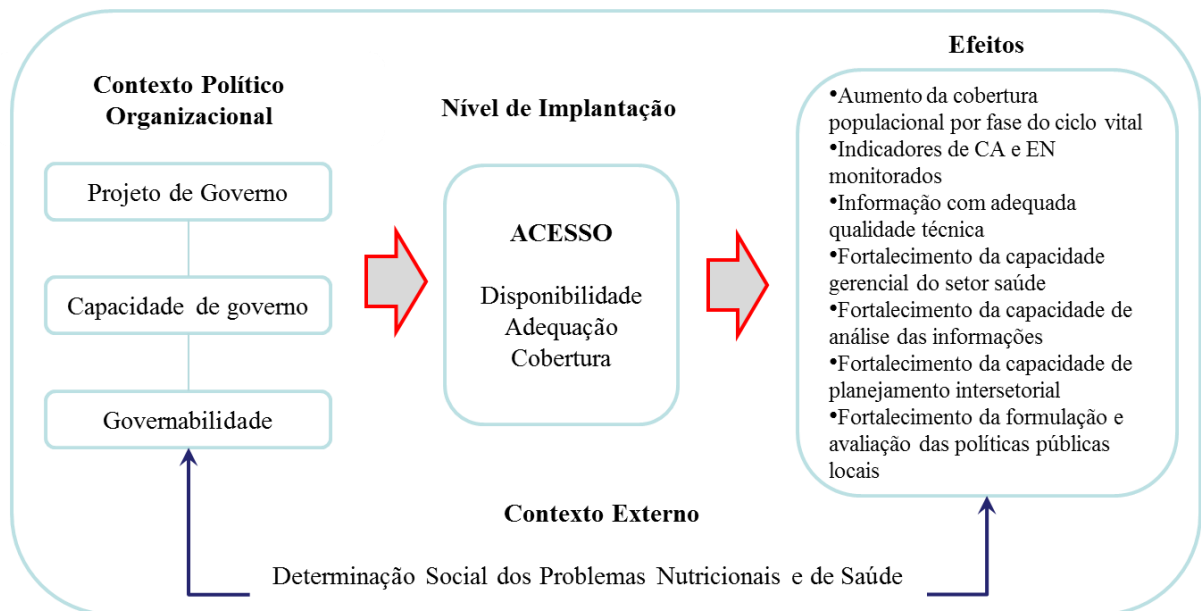 Contexto Político
Organizacional
Projeto de Governo
Capacidade de governo
Governabilidade
Nível de Implantação
ACESSO
Disponibilidade
Adequação
Cobertura
Efeitos
•Aumento da cobertura
populacional por fase do ciclo vital
•Indicadores de CA e EN
monitorados
•Informação com adequada
qualidade técnica
•Fortalecimento da capacidade
gerencial do setor saúde
•Fortalecimento da capacidade de
análise das informações
•Fortalecimento da capacidade de
planejamento intersetorial
•Fortalecimento da formulação e
avaliação das políticas públicas
locais
Contexto Externo
Determinação Social dos Problemas Nutricionais e de Saúde